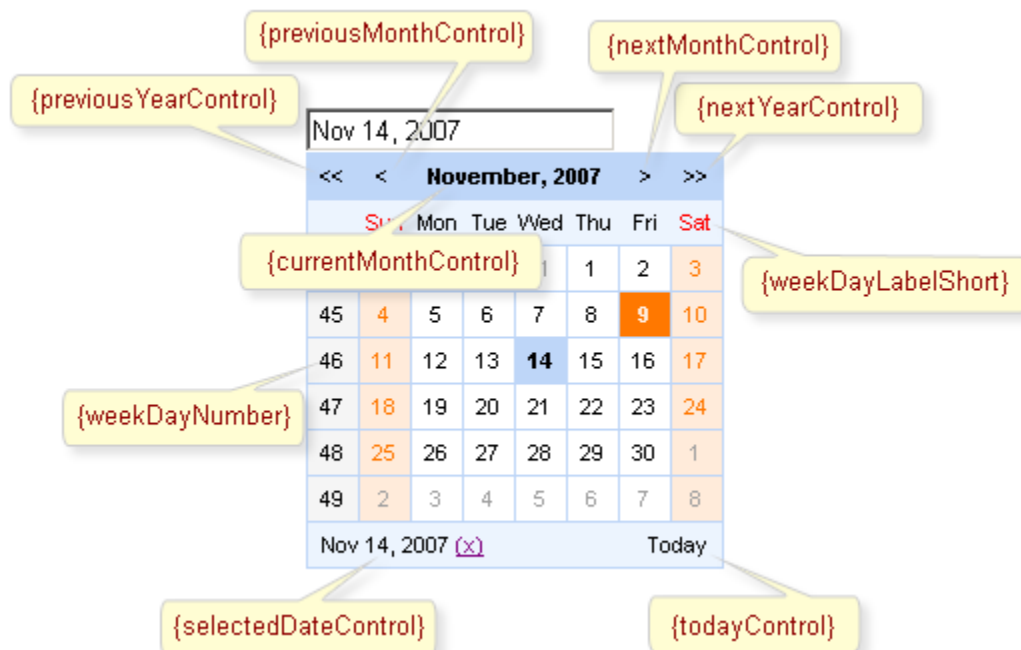 {previousMonthControl}
{nextMonthControl}
{previousYearControl}
{nextYearControl}
Nov 14, 2007
<< < November, 2007 > >>
Mon Tue Wed Thu Fri Sat
{currentMonthControl}
1 2 3
{weekDayLabelShort}
45 4 5 6 7 8 9 10
46 11 12 13 14 15 16 17
{weekDayNumber}
47 18 19 20 21 22 23 24
48 25 26 27 28 29 30 1
49 2 3 4 5 6 7 8
Nov 14, 2007 (x) Today
{selectedDateControl}
{todayControl}